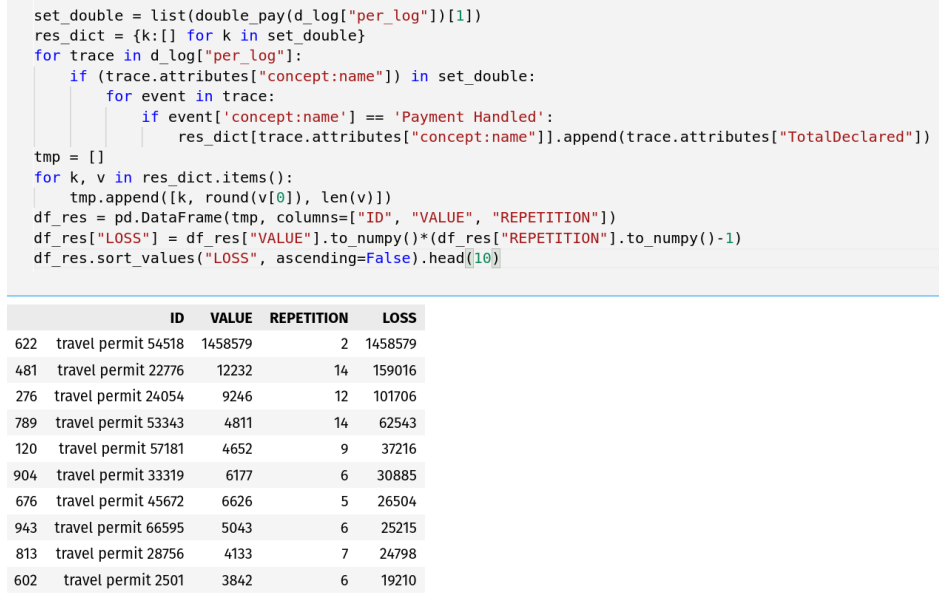 set_double = list(double_pay(d_log["per_log"])[1])
res_dict = {k:[] for k in set_double}
for trace in d_log["per_log"]:
    if (trace.attributes["concept:name"]) in set_double:
        for event in trace:
            if event['concept:name'] == 'Payment Handled':
                res_dict[trace.attributes["concept:name"]].append(trace.attributes["TotalDeclared"])
tmp = []
for k, v in res_dict.items():
    tmp.append([k, round(v[0]), len(v)])
df_res = pd.DataFrame(tmp, columns=["ID", "VALUE", "REPETITION"])
df_res["LOSS"] = df_res["VALUE"].to_numpy()*(df_res["REPETITION"].to_numpy()-1)
df_res.sort_values("LOSS", ascending=False).head(10)
ID VALUE REPETITION LOSS
622 travel permit 54518 1458579 2 1458579
481 travel permit 22776 12232 14 159016
276 travel permit 24054 9246 12 101706
789 travel permit 53343 4811 14 62543
120 travel permit 57181 4652 9 37216
904 travel permit 33319 6177 6 30885
676 travel permit 45672 6626 5 26504
943 travel permit 66595 5043 6 25215
813 travel permit 28756 4133 7 24798
602 travel permit 2501 3842 6 19210